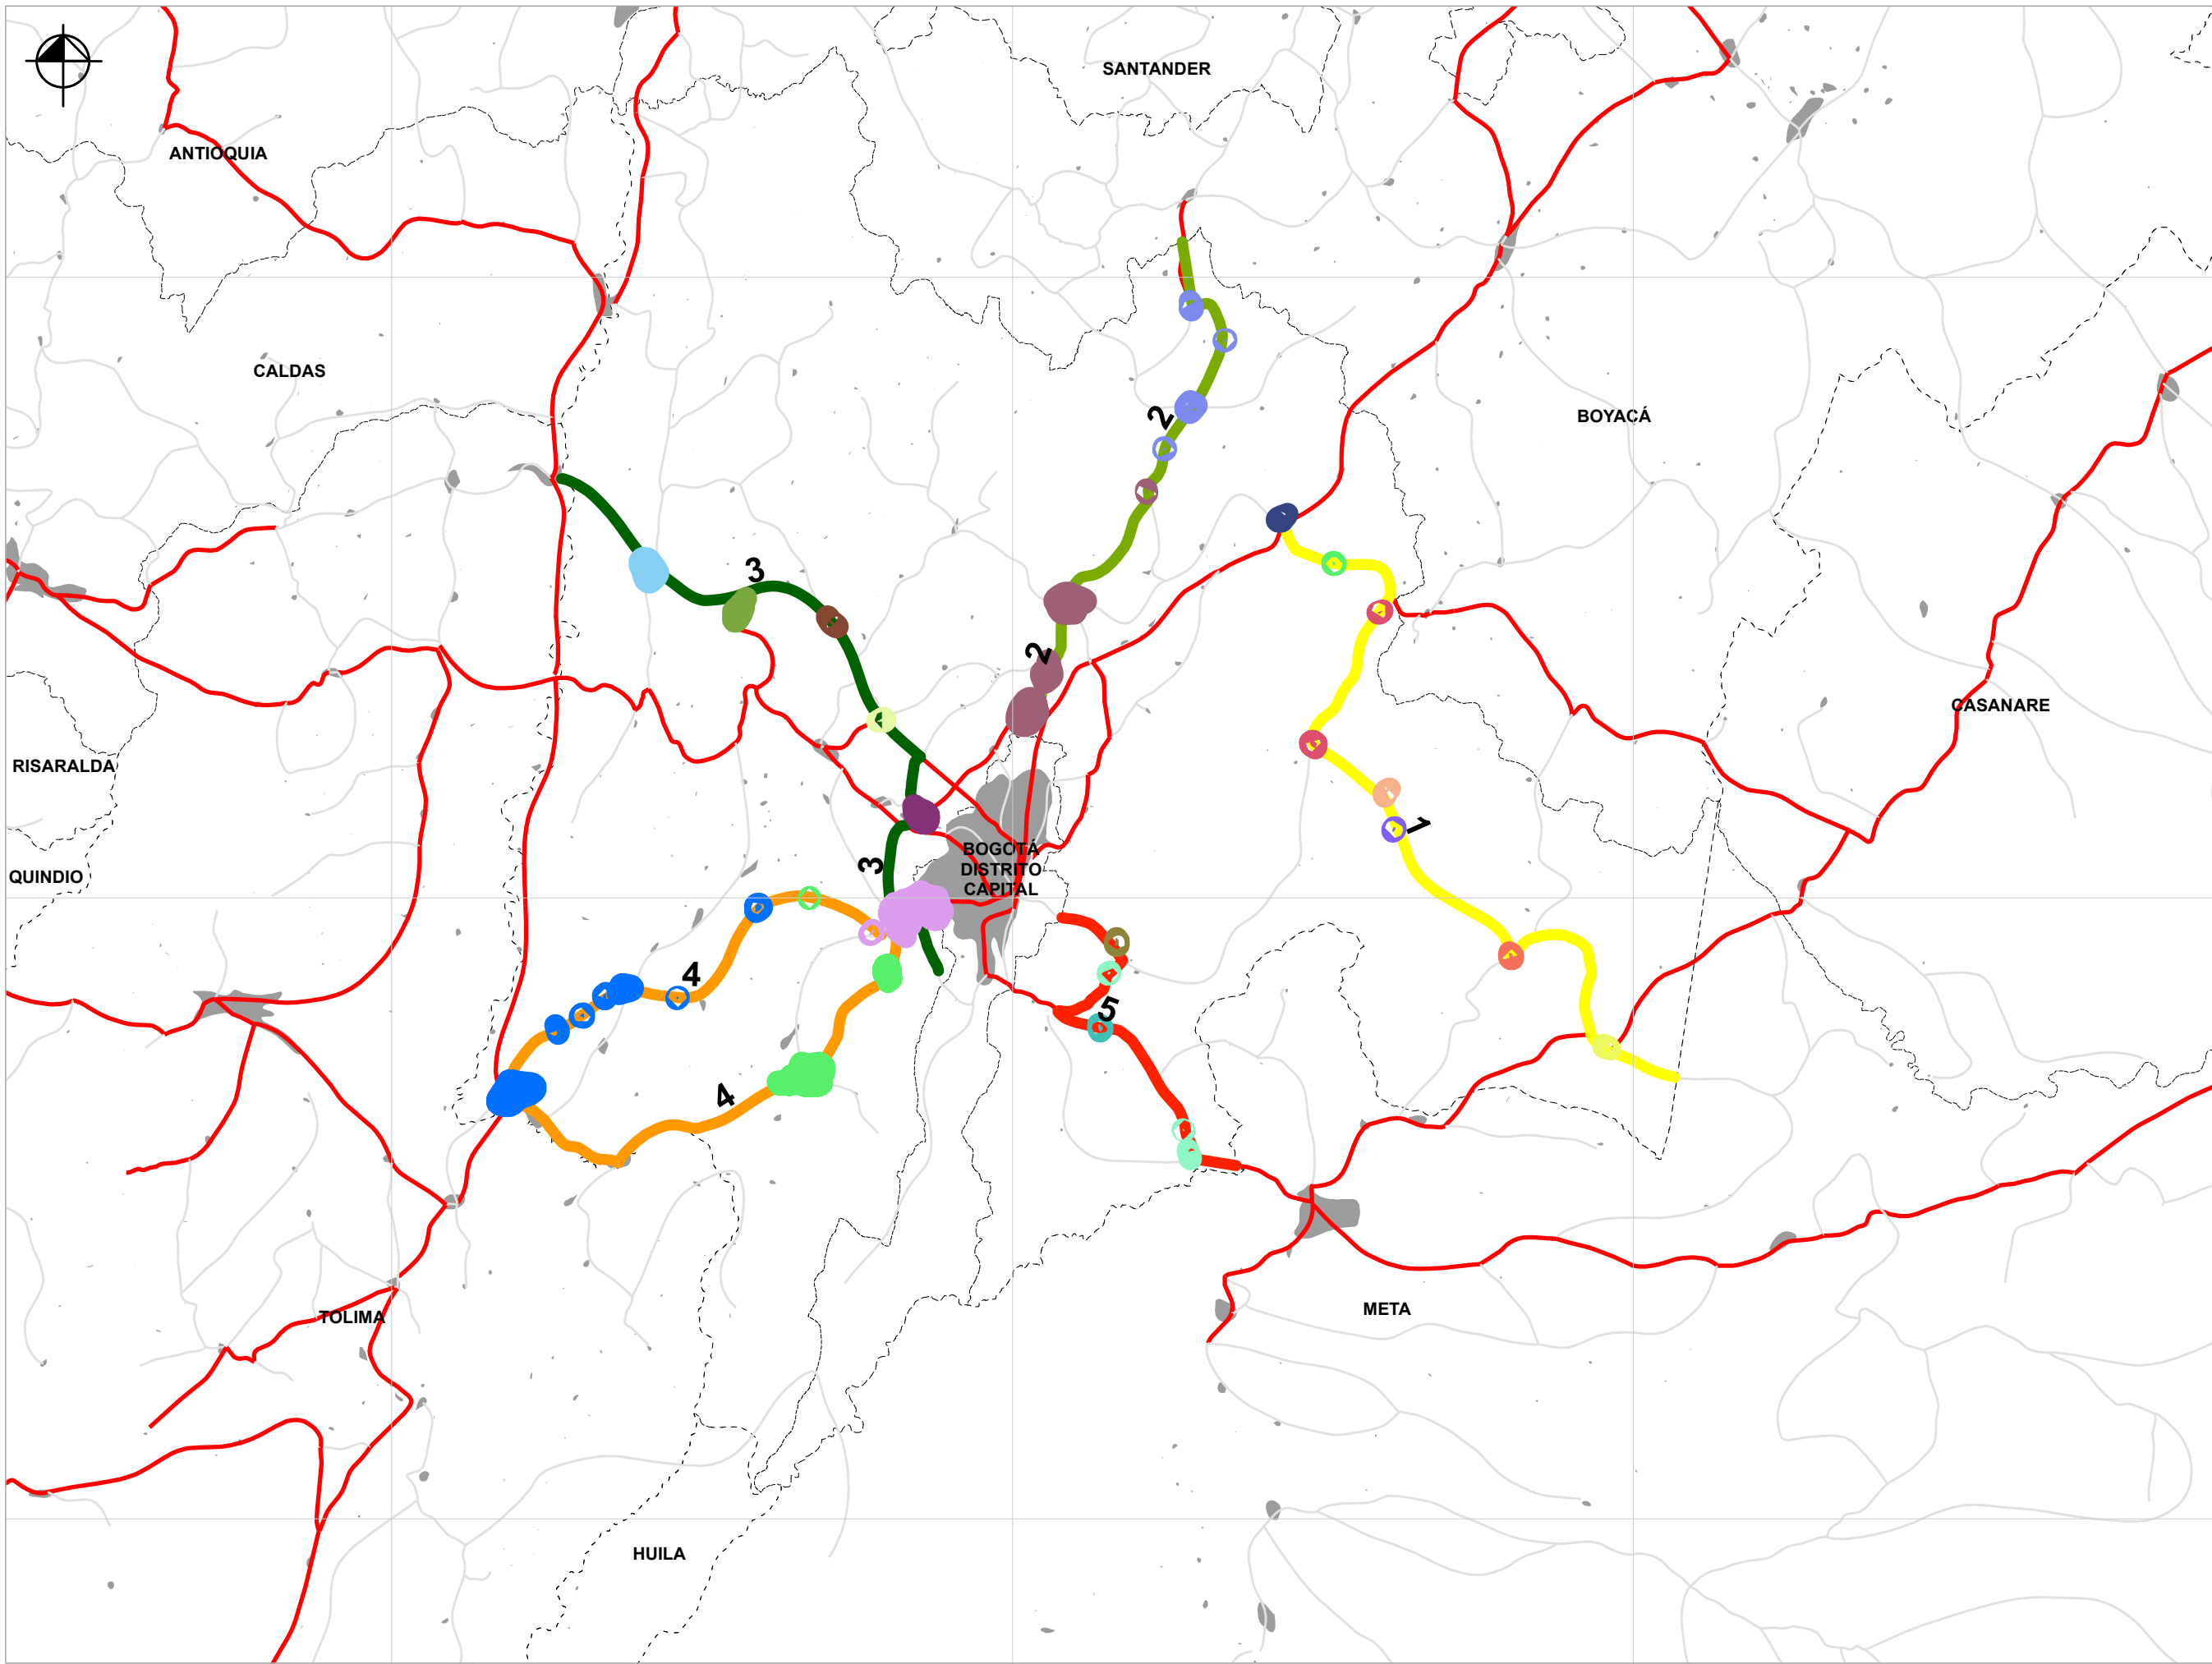 SANTANDER
ANTIOQUIA
CALDAS
BOYACÁ
2
3
2
CASANARE
RISARALDA
1
BOGOTÁ
DISTRITO
CAPITAL
3
QUINDIO
4
5
4
META
TOLIMA
HUILA